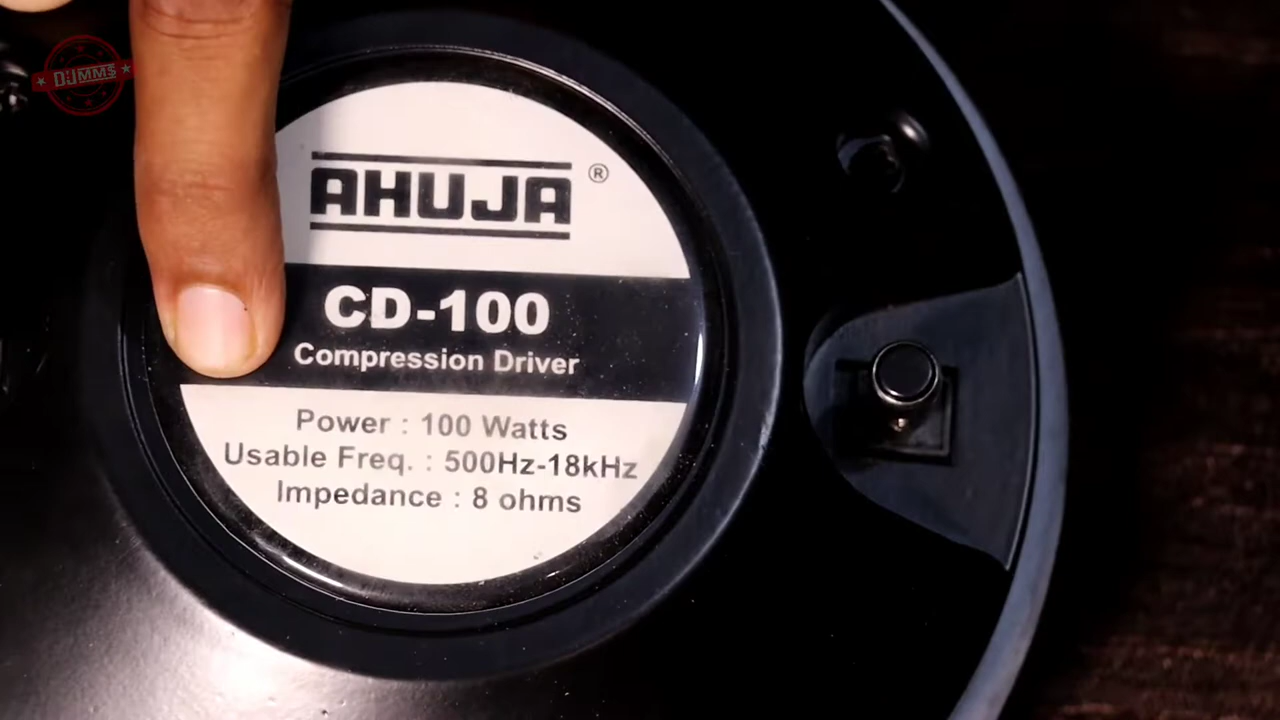 DJMMS
AHUJA ®
CD-100
Compression Driver
Power : 100 Watts
Usable Freq. : 500Hz-18kHz
Impedance : 8 ohms